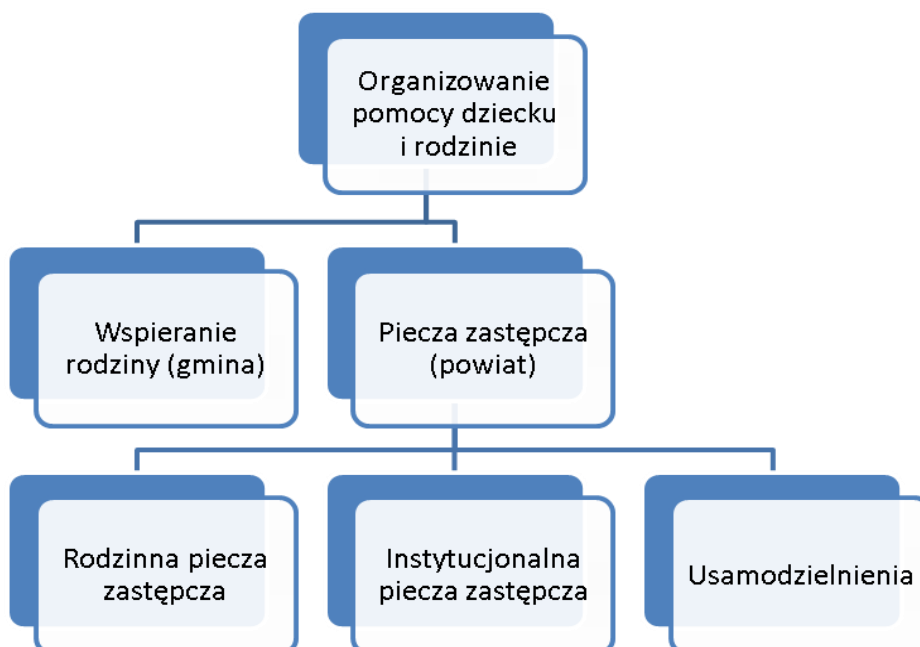 Organizowanie
pomocy dziecku
i rodzinie
Wspieranie
rodziny (gmina)
Piecza zastępcza
(powiat)
Rodzinna piecza
zastępcza
Instytucjonalna
piecza zastępcza
Usamodzielnienia